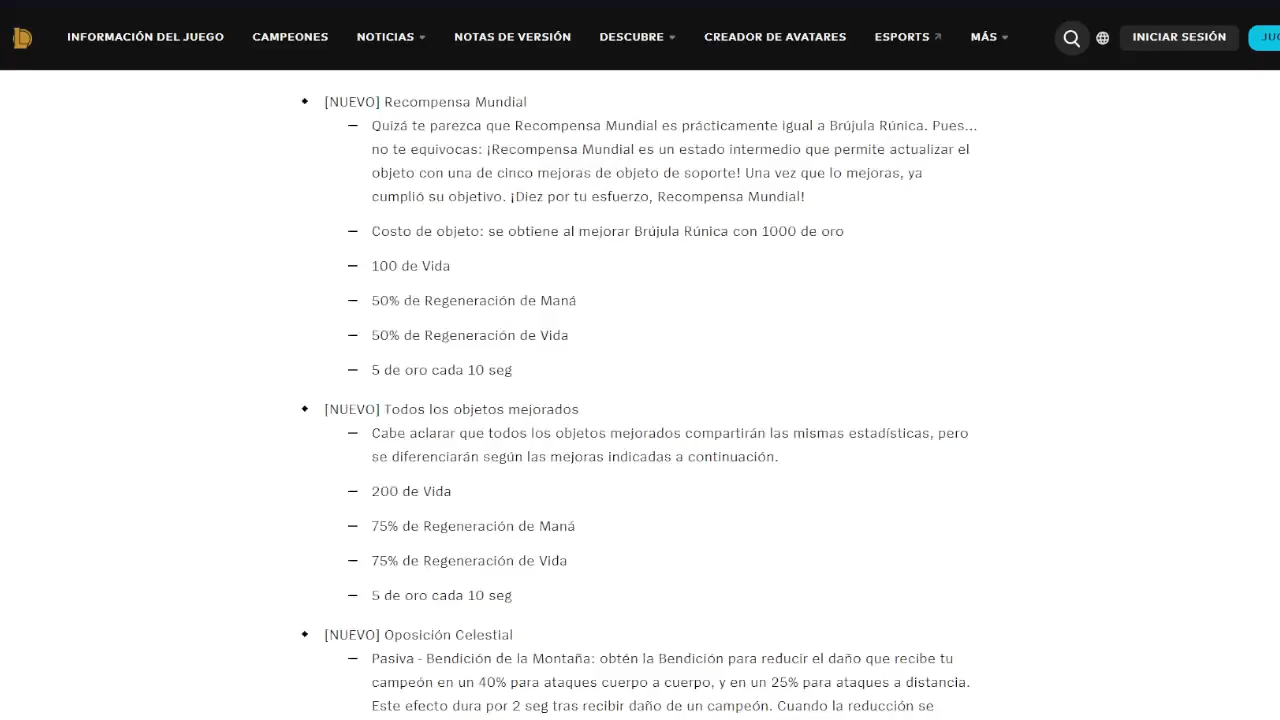 INFORMACIÓN DEL JUEGO CAMPEONES NOTICIAS NOTAS DE VERSIÓN DESCUBRE CREADOR DE AVATARES ESPORTS MÁS INICIAR SESIÓN JUG
[NUEVO] Recompensa Mundial
— Quizá te parezca que Recompensa Mundial es prácticamente igual a Brújula Rúnica. Pues...
no te equivocas: ¡Recompensa Mundial es un estado intermedio que permite actualizar el
objeto con una de cinco mejoras de objeto de soporte! Una vez que lo mejoras, ya
cumplió su objetivo. ¡Diez por tu esfuerzo, Recompensa Mundial!
— Costo de objeto: se obtiene al mejorar Brújula Rúnica con 1000 de oro
— 100 de Vida
— 50% de Regeneración de Maná
— 50% de Regeneración de Vida
— 5 de oro cada 10 seg
[NUEVO] Todos los objetos mejorados
— Cabe aclarar que todos los objetos mejorados compartirán las mismas estadísticas, pero
se diferenciarán según las mejoras indicadas a continuación.
— 200 de Vida
— 75% de Regeneración de Maná
— 75% de Regeneración de Vida
— 5 de oro cada 10 seg
[NUEVO] Oposición Celestial
— Pasiva - Bendición de la Montaña: obtén la Bendición para reducir el daño que recibe tu
campeón en un 40% para ataques cuerpo a cuerpo, y en un 25% para ataques a distancia.
Este efecto dura por 2 seg tras recibir daño de un campeón. Cuando la reducción se